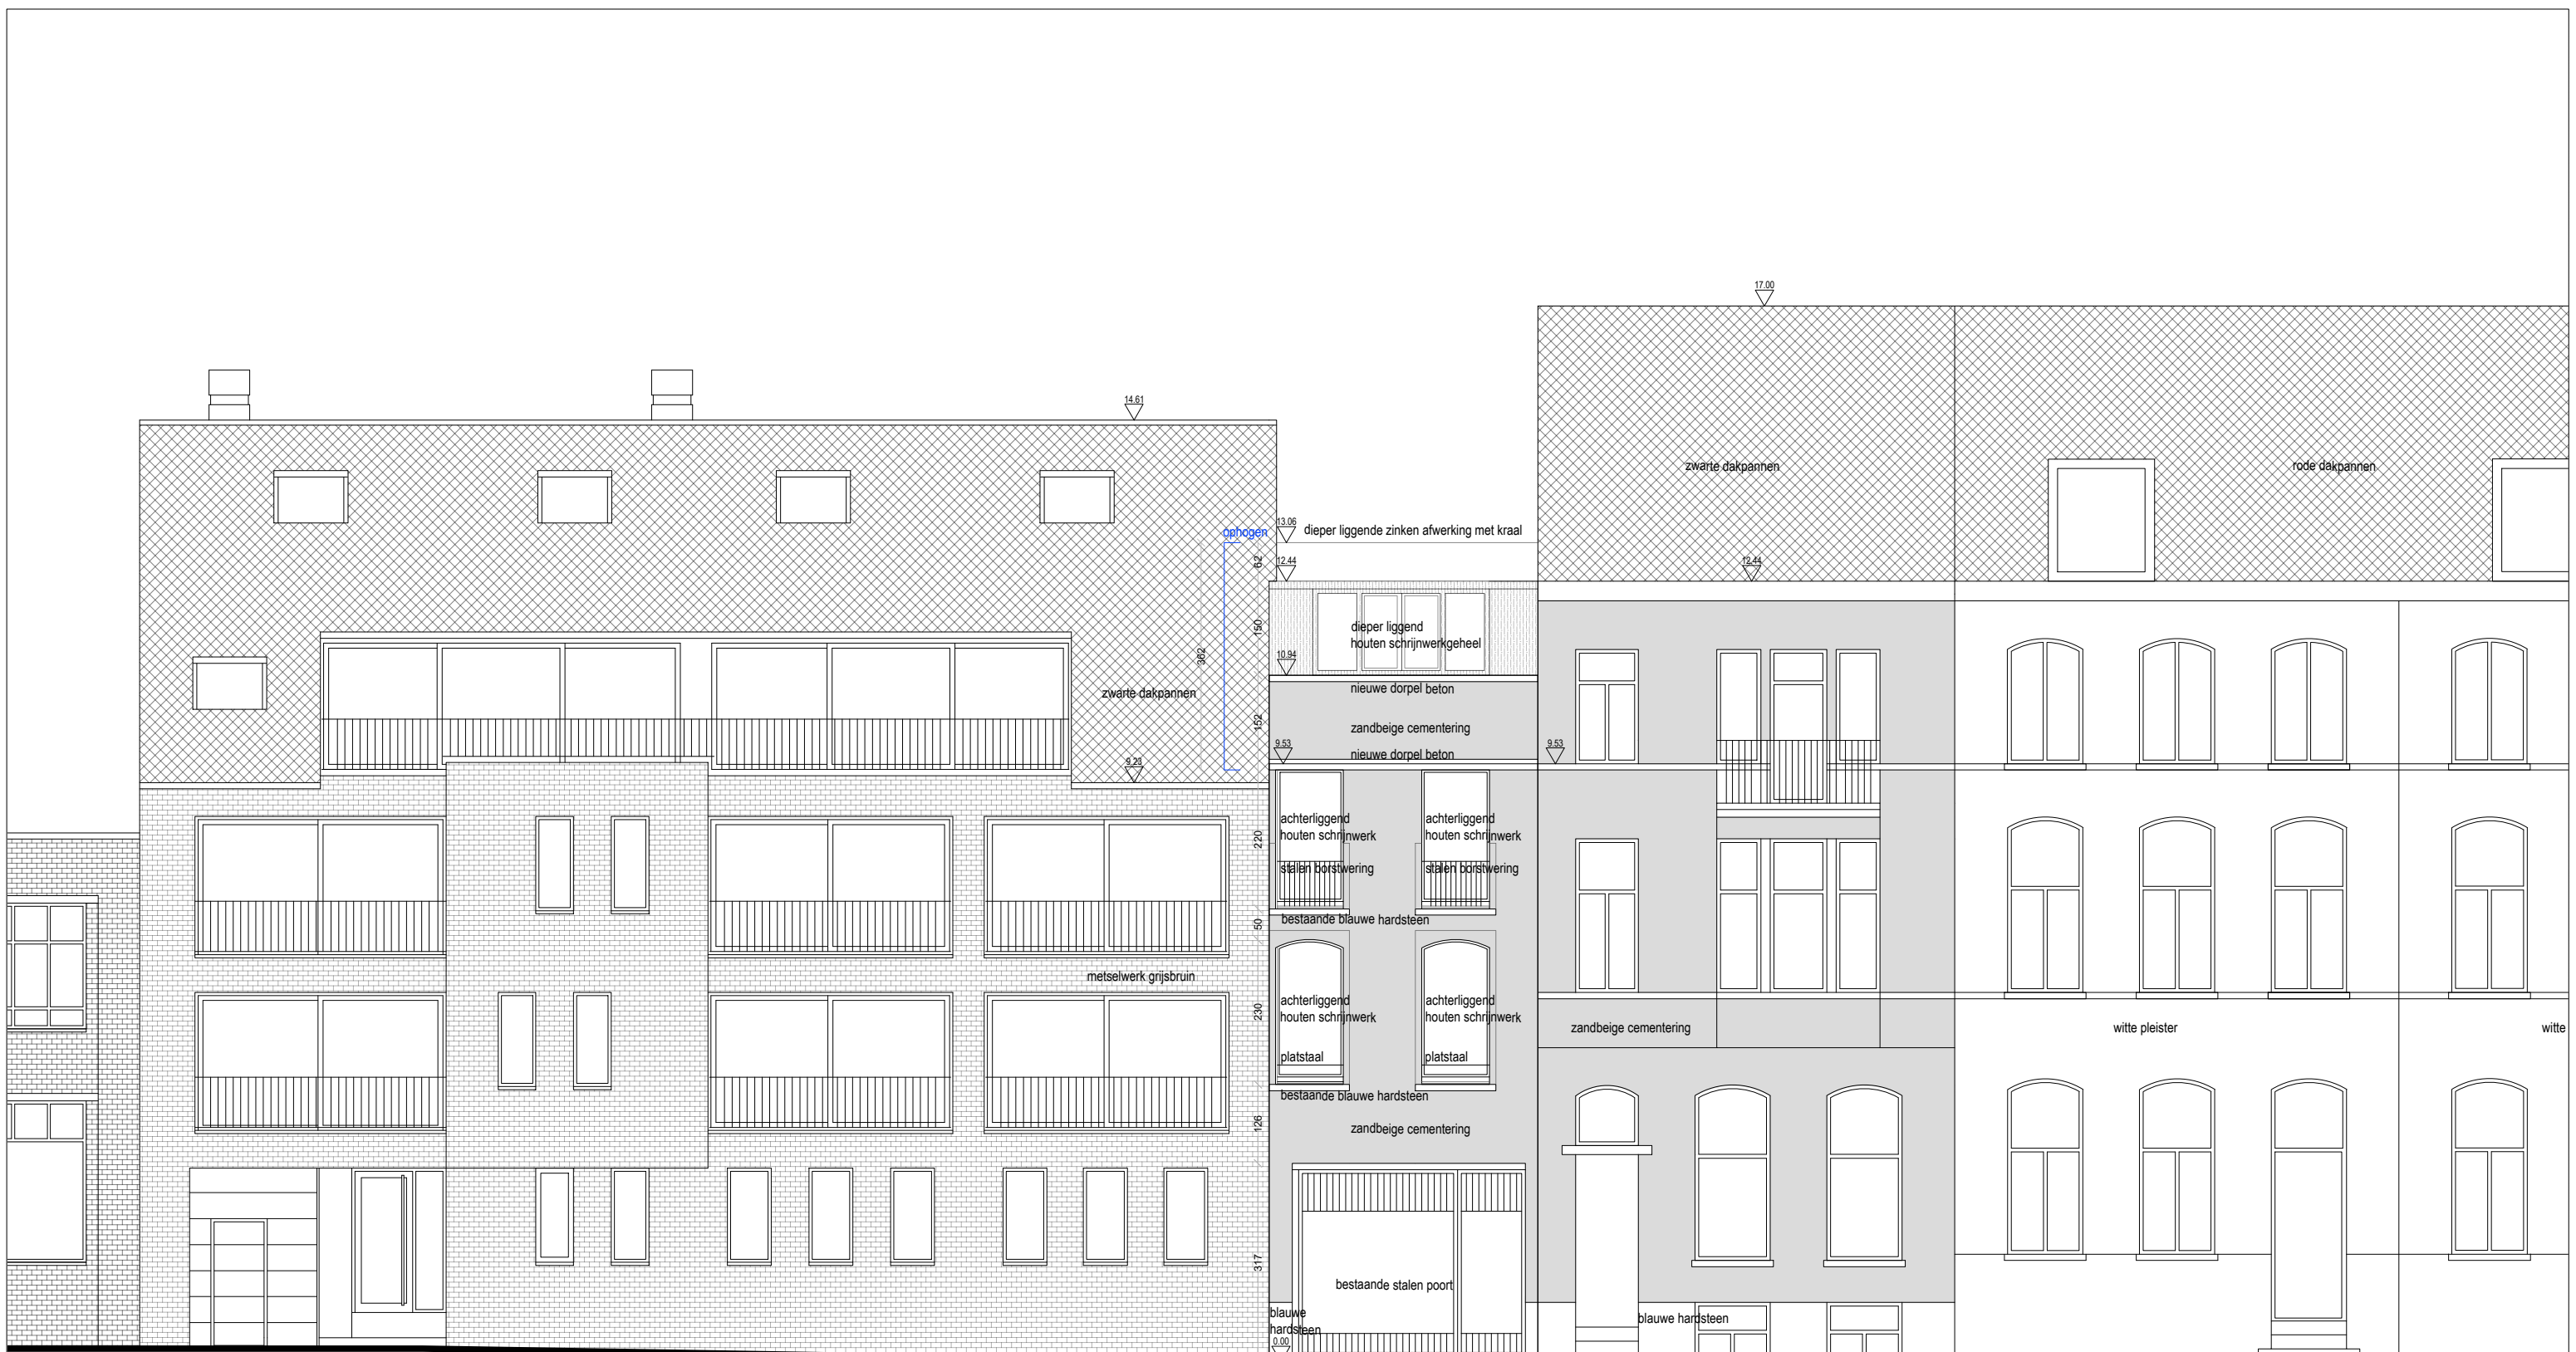 17.00
14.61
zwarte dakpannen
rode dakpannen
ophogen
13.06
dieper liggende zinken afwerking met kraal
62
12.44
12.44
dieper liggend
houten schrijnwerkgeheel
150
362
10.94
zwarte dakpannen
nieuwe dorpel beton
152
zandbeige cementering
9.53
nieuwe dorpel beton
9.53
9.23
achterliggend
houten schrijnwerk
stalen borstwering
achterliggend
houten schrijnwerk
stalen borstwering
220
bestaande blauwe hardsteen
50
metselwerk grijsbruin
achterliggend
houten schrijnwerk
platstaal
achterliggend
houten schrijnwerk
platstaal
230
zandbeige cementering
witte pleister
witte
bestaande blauwe hardsteen
126
zandbeige cementering
317
bestaande stalen poort
blauwe
hardsteen
0.00
blauwe hardsteen